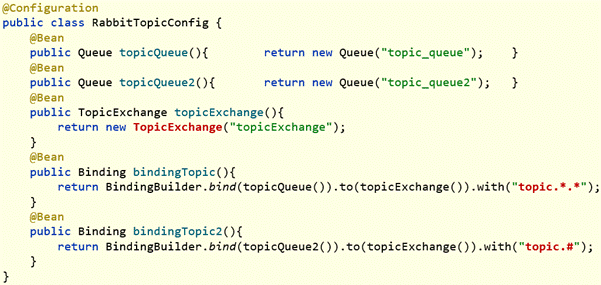 @Configuration
public class RabbitTopicConfig {
    @Bean
    public Queue topicQueue(){        return new Queue("topic_queue");    }
    @Bean
    public Queue topicQueue2(){       return new Queue("topic_queue2");   }
    @Bean
    public TopicExchange topicExchange(){
        return new TopicExchange("topicExchange");
    }
    @Bean
    public Binding bindingTopic(){
        return BindingBuilder.bind(topicQueue()).to(topicExchange()).with("topic.*.*");
    }
    @Bean
    public Binding bindingTopic2(){
        return BindingBuilder.bind(topicQueue2()).to(topicExchange()).with("topic.#");
    }
}